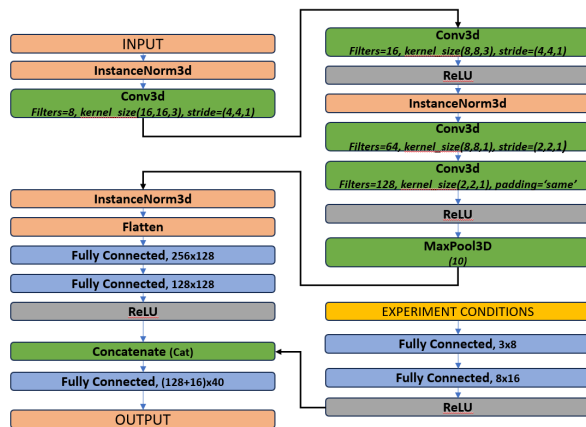 INPUT
InstanceNorm3d
Conv3d
Filters=8, kernel_size(16,16,3), stride=(4,4,1)
Conv3d
Filters=16, kernel_size(8,8,3), stride=(4,4,1)
ReLU
InstanceNorm3d
Conv3d
Filters=64, kernel_size(8,8,1), stride=(2,2,1)
Conv3d
Filters=128, kernel_size(2,2,1), padding='same'
ReLU
MaxPool3D
(10)
InstanceNorm3d
Flatten
Fully Connected, 256x128
Fully Connected, 128x128
ReLU
Concatenate (Cat)
Fully Connected, (128+16)x40
OUTPUT
EXPERIMENT CONDITIONS
Fully Connected, 3x8
Fully Connected, 8x16
ReLU